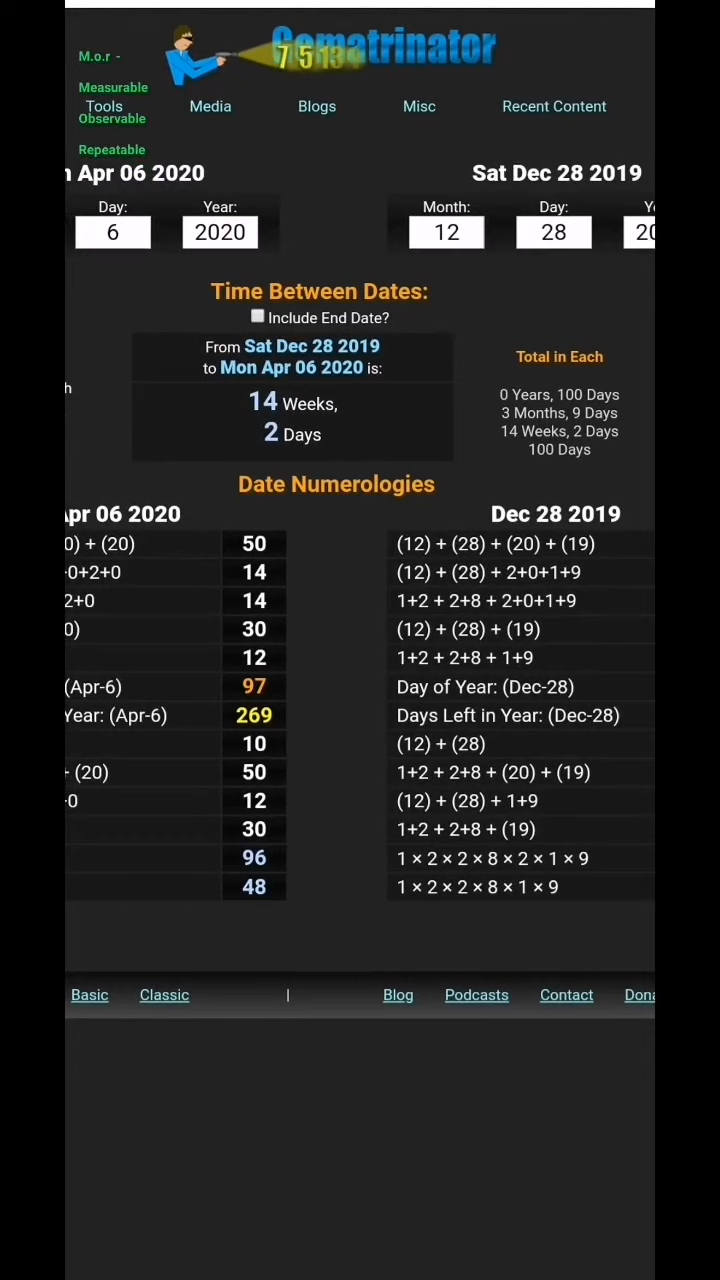 M.o.r -
Measurable
Observable
Repeatable
Gematrinator
7 5 13
Tools Media Blogs Misc Recent Content
n Apr 06 2020 Sat Dec 28 2019
Day: Year: Month: Day: Y
6 2020 12 28 20
Time Between Dates:
Include End Date?
From Sat Dec 28 2019
to Mon Apr 06 2020 is:
14 Weeks,
2 Days
h
Total in Each
0 Years, 100 Days
3 Months, 9 Days
14 Weeks, 2 Days
100 Days
Date Numerologies
Apr 06 2020 Dec 28 2019
0) + (20) 50 (12) + (28) + (20) + (19)
0+2+0 14 (12) + (28) + 2+0+1+9
2+0 14 1+2 + 2+8 + 2+0+1+9
0) 30 (12) + (28) + (19)
12 1+2 + 2+8 + 1+9
(Apr-6) 97 Day of Year: (Dec-28)
Year: (Apr-6) 269 Days Left in Year: (Dec-28)
10 (12) + (28)
+ (20) 50 1+2 + 2+8 + (20) + (19)
0 12 (12) + (28) + 1+9
30 1+2 + 2+8 + (19)
96 1 × 2 × 2 × 8 × 2 × 1 × 9
48 1 × 2 × 2 × 8 × 1 × 9
Basic Classic | Blog Podcasts Contact Dona